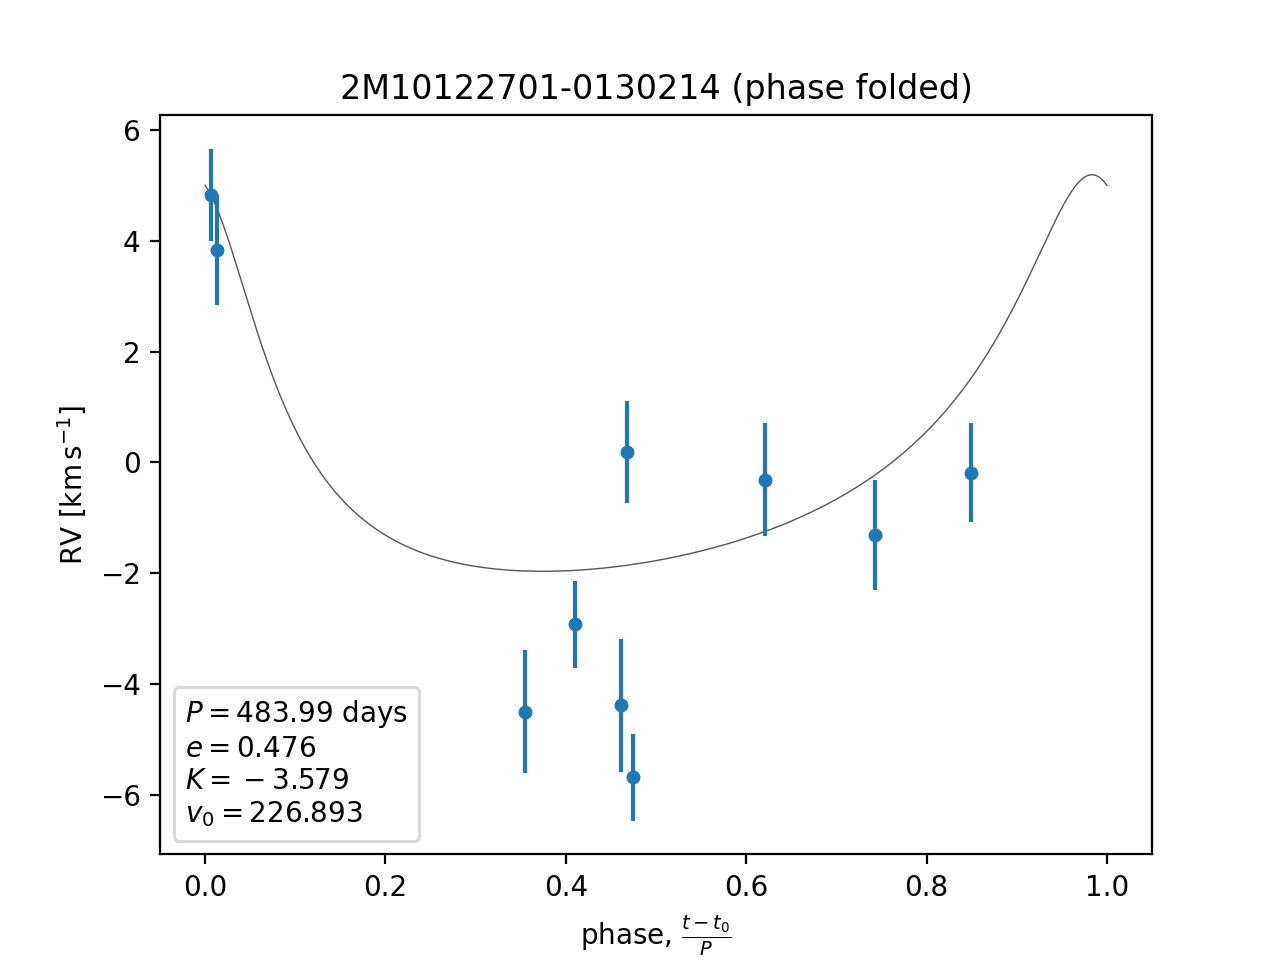 2M10122701-0130214 (phase folded)
6
4
2
0
−2
−4
−6
RV [km s⁻¹]
P = 483.99 days
e = 0.476
K = −3.579
v₀ = 226.893
0.0 0.2 0.4 0.6 0.8 1.0
phase, (t − t₀)/P